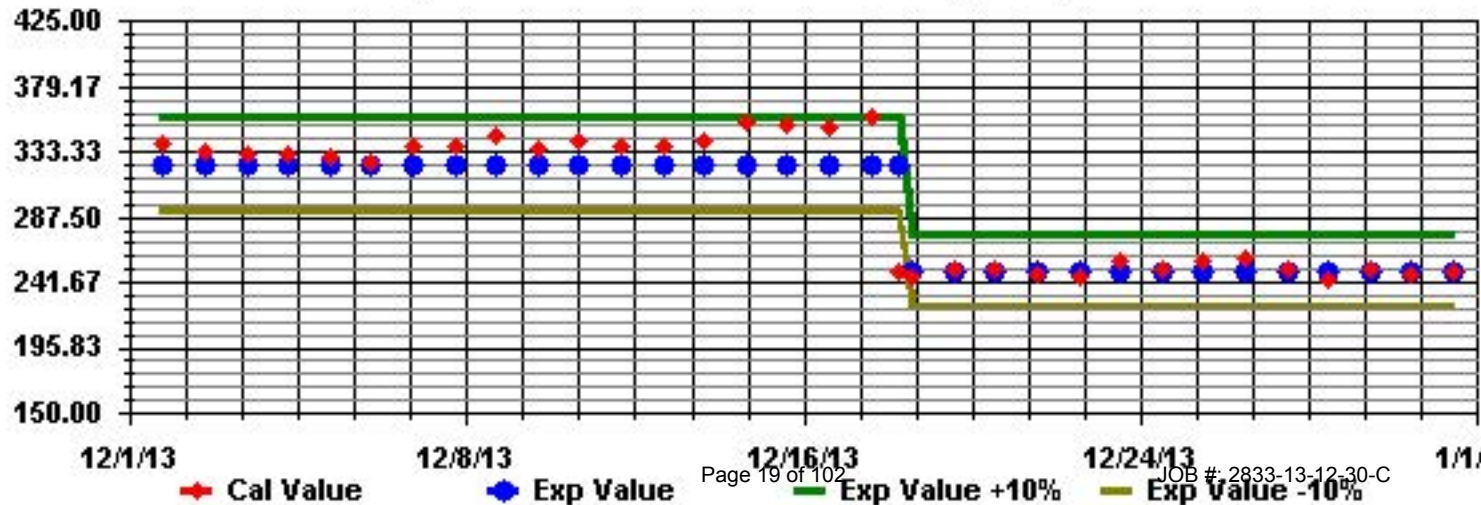 425.00
379.17
333.33
287.50
241.67
195.83
150.00
12/1/13 12/8/13 12/16/13 12/24/13 1/1/
Page 19 of 102 JOB #: 2833-13-12-30-C
Cal Value Exp Value Exp Value +10% Exp Value -10%